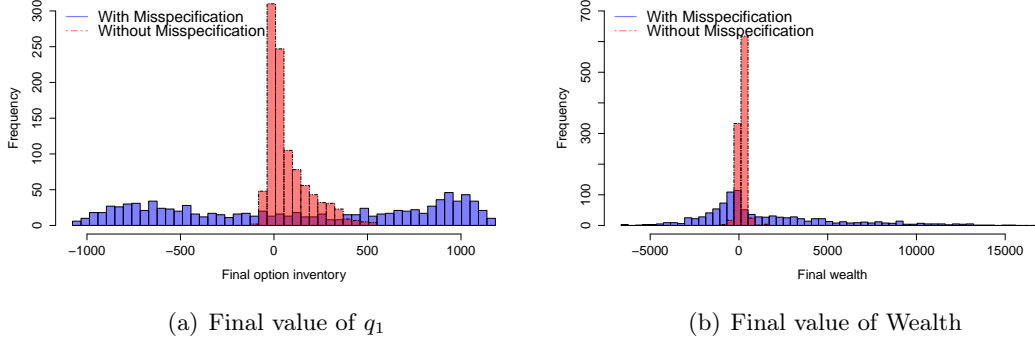 With Misspecification
Without Misspecification
Frequency
0 50 100 150 200 250 300
−1000 −500 0 500 1000
Final option inventory
(a) Final value of q1
With Misspecification
Without Misspecification
Frequency
0 100 300 500 700
−5000 0 5000 10000 15000
Final wealth
(b) Final value of Wealth